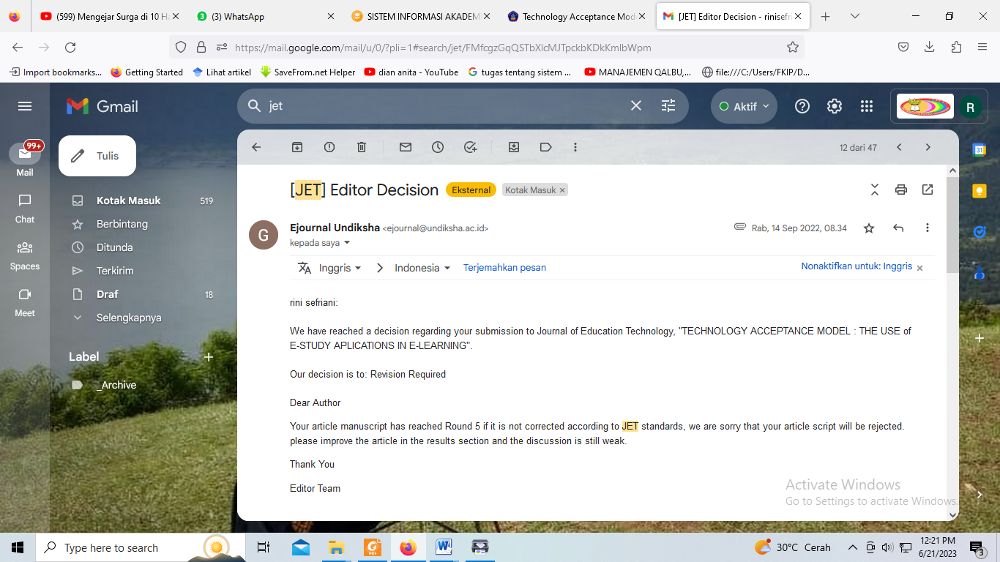 (599) Mengejar Surga di 10 Ha
(3) WhatsApp
SISTEM INFORMASI AKADEMI
Technology Acceptance Mod
[JET] Editor Decision - rinisefri
https://mail.google.com/mail/u/0/?pli=1#search/jet/FMfcgzGqQSTbXlcMJTpckbKDkKmlbWpm
Import bookmarks...
Getting Started
Lihat artikel
SaveFrom.net Helper
dian anita - YouTube
tugas tentang sistem ...
MANAJEMEN QALBU,...
file:///C:/Users/FKIP/D...
Gmail
jet
Aktif
R
99+
Mail
Chat
Spaces
Meet
Tulis
Kotak Masuk 519
Berbintang
Ditunda
Terkirim
Draf 18
Selengkapnya
Label
_Archive
12 dari 47
[JET] Editor Decision Eksternal Kotak Masuk ×
G
Ejournal Undiksha <ejournal@undiksha.ac.id>
Rab, 14 Sep 2022, 08.34
kepada saya
Inggris Indonesia Terjemahkan pesan Nonaktifkan untuk: Inggris
rini sefriani:
We have reached a decision regarding your submission to Journal of Education Technology, "TECHNOLOGY ACCEPTANCE MODEL : THE USE of
E-STUDY APLICATIONS IN E-LEARNING".
Our decision is to: Revision Required
Dear Author
Your article manuscript has reached Round 5 if it is not corrected according to JET standards, we are sorry that your article script will be rejected.
please improve the article in the results section and the discussion is still weak.
Thank You
Editor Team
Activate Windows
Go to Settings to activate Windows.
Type here to search
30°C Cerah
12:21 PM
6/21/2023
3